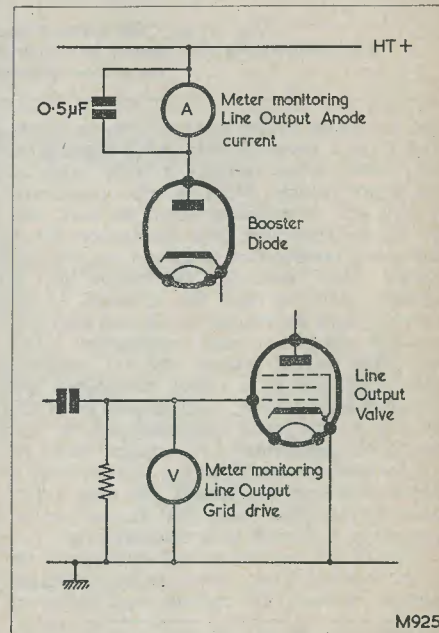 HT+
0·5µF
A
Meter monitoring
Line Output Anode
current
Booster
Diode
Line
Output
Valve
V
Meter monitoring
Line Output
Grid drive
M925